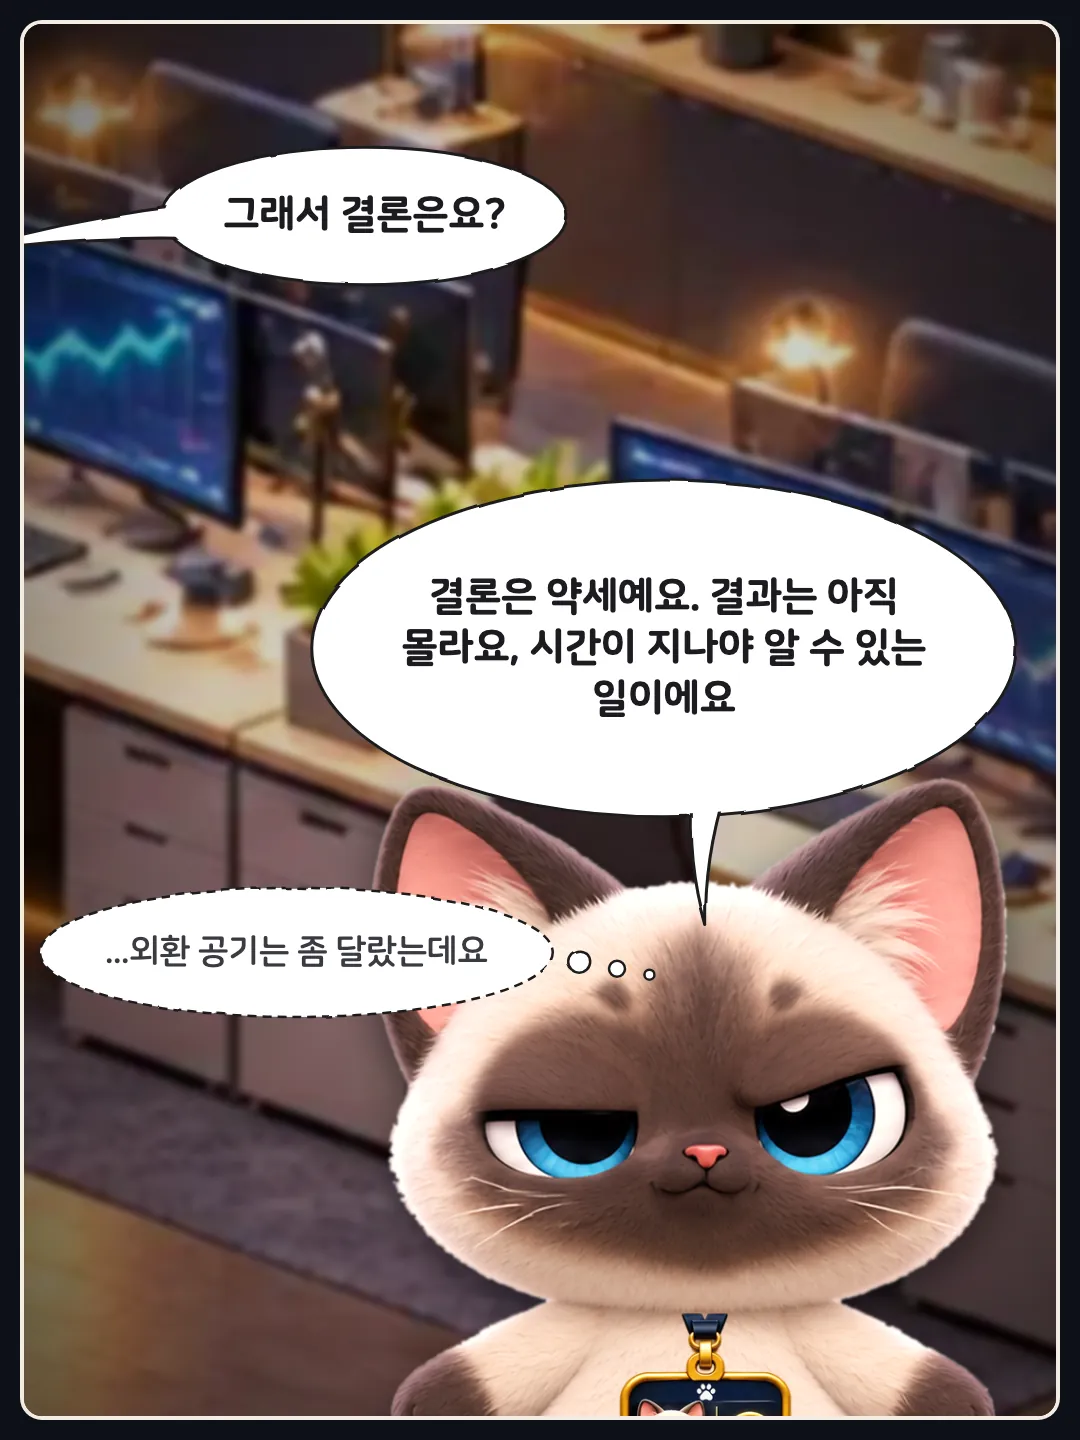 그래서 결론은요?
결론은 약세예요. 결과는 아직
몰라요, 시간이 지나야 알 수 있는
일이에요
...외환 공기는 좀 달랐는데요